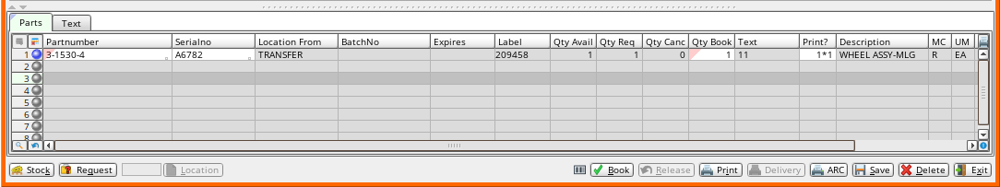 Parts Text
Partnumber Serialno Location From BatchNo Expires Label Qty Avail Qty Req Qty Canc Qty Book Text Print? Description MC UM
1 3-1530-4 A6782 TRANSFER 209458 1 1 0 1 11 1*1 WHEEL ASSY-MLG R EA
2
3
4
5
6
7
8
Stock Request Location Book Release Print Delivery ARC Save Delete Exit